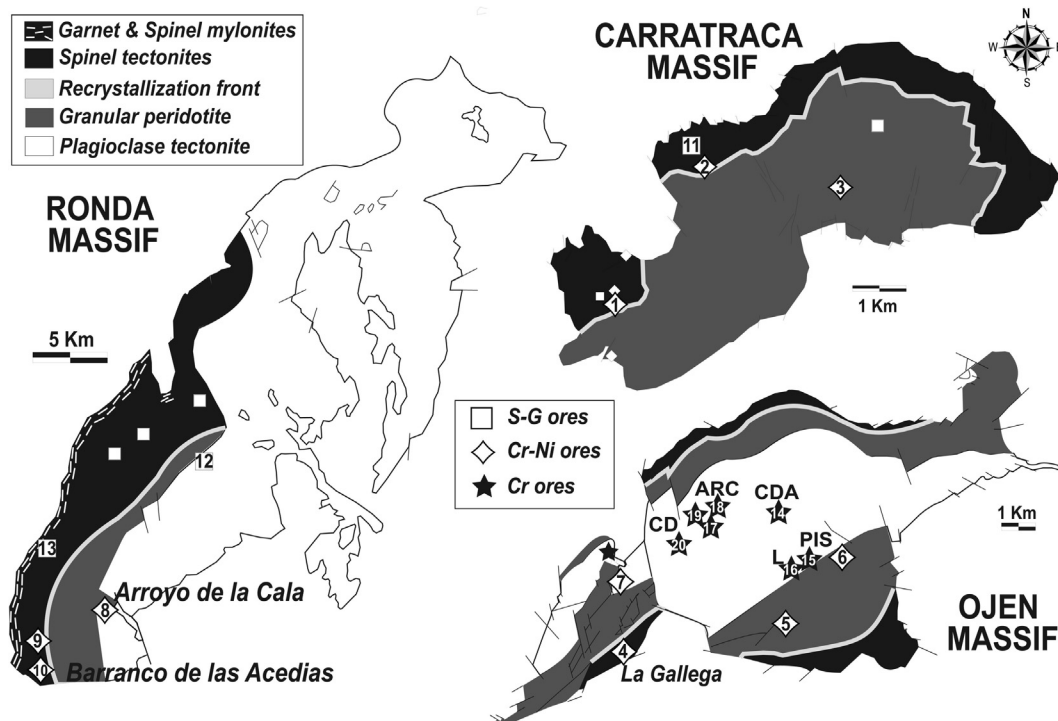 Garnet & Spinel mylonites
Spinel tectonites
Recrystallization front
Granular peridotite
Plagioclase tectonite
CARRATRACA
MASSIF
N
W
E
S
RONDA
MASSIF
5 Km
11
2
3
1
1 Km
12
13
Arroyo de la Cala
8
9
10
Barranco de las Acedias
S-G ores
Cr-Ni ores
Cr ores
ARC
CDA
18
19
17
14
CD
20
PIS
L
15
16
6
7
5
4
La Gallega
1 Km
OJEN
MASSIF